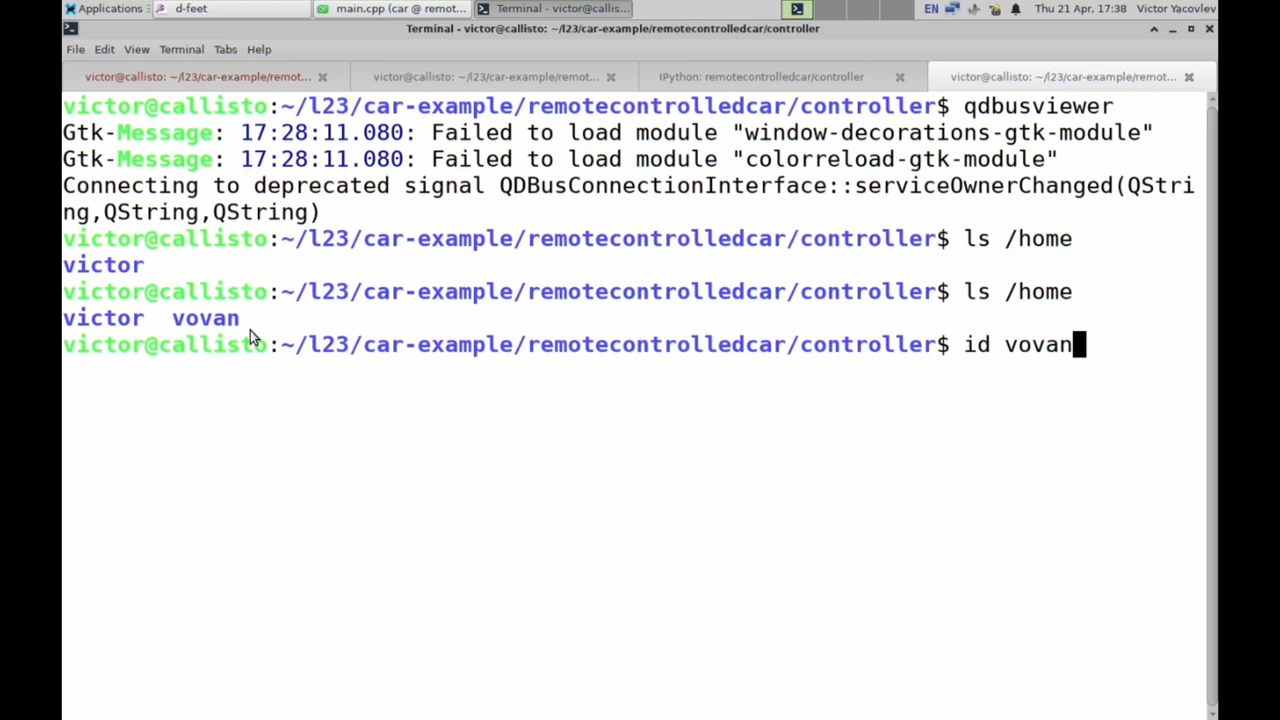 Applications
d-feet
main.cpp (car @ remot...
Terminal - victor@callis...
EN
Thu 21 Apr, 17:38
Victor Yacovlev
Terminal - victor@callisto: ~/l23/car-example/remotecontrolledcar/controller
File Edit View Terminal Tabs Help
victor@callisto: ~/l23/car-example/remot...
victor@callisto: ~/l23/car-example/remot...
IPython: remotecontrolledcar/controller
victor@callisto: ~/l23/car-example/remot...
victor@callisto:~/l23/car-example/remotecontrolledcar/controller$ qdbusviewer
Gtk-Message: 17:28:11.080: Failed to load module "window-decorations-gtk-module"
Gtk-Message: 17:28:11.080: Failed to load module "colorreload-gtk-module"
Connecting to deprecated signal QDBusConnectionInterface::serviceOwnerChanged(QStri
ng,QString,QString)
victor@callisto:~/l23/car-example/remotecontrolledcar/controller$ ls /home
victor
victor@callisto:~/l23/car-example/remotecontrolledcar/controller$ ls /home
victor  vovan
victor@callisto:~/l23/car-example/remotecontrolledcar/controller$ id vovan